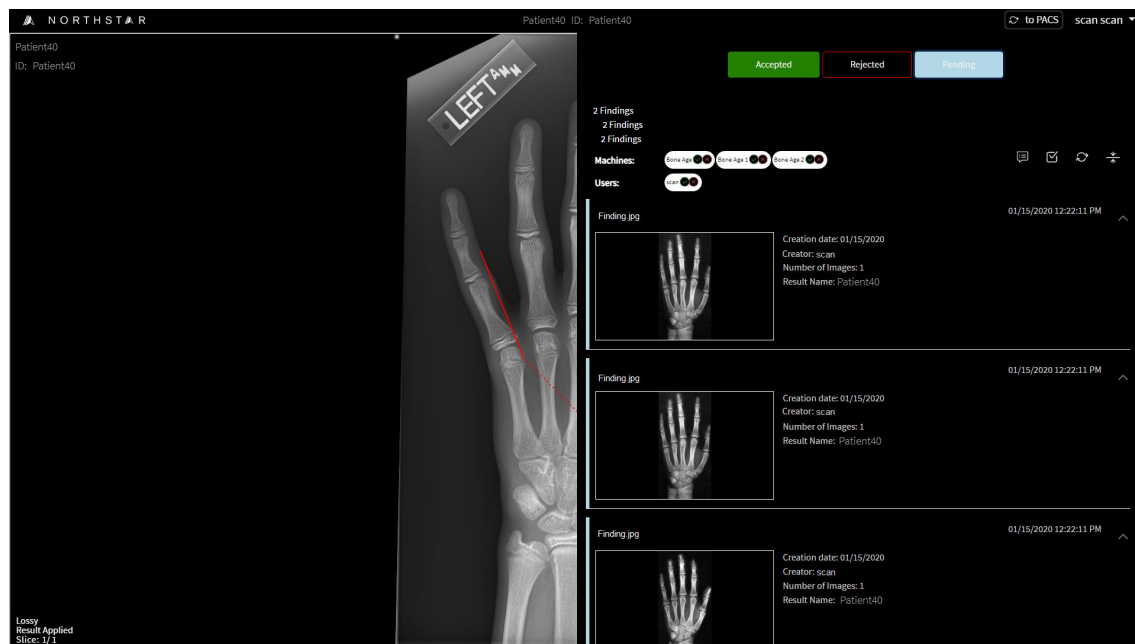 NORTHSTAR
Patient40 ID: Patient40
to PACS
scan scan
Patient40
ID: Patient40
LEFT AMM
Lossy
Result Applied
Slice: 1/1
Accepted
Rejected
Pending
2 Findings
2 Findings
2 Findings
Machines:
Bone Age
Bone Age 1
Bone Age 2
Users:
scan
Finding.jpg
01/15/2020 12:22:11 PM
Creation date: 01/15/2020
Creator: scan
Number of Images: 1
Result Name: Patient40
Finding.jpg
01/15/2020 12:22:11 PM
Creation date: 01/15/2020
Creator: scan
Number of Images: 1
Result Name: Patient40
Finding.jpg
01/15/2020 12:22:11 PM
Creation date: 01/15/2020
Creator: scan
Number of Images: 1
Result Name: Patient40